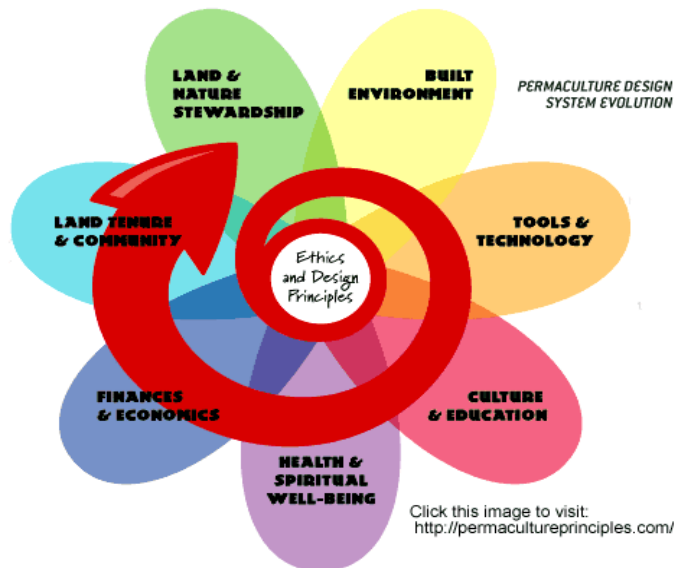 LAND &
NATURE
STEWARDSHIP
BUILT
ENVIRONMENT
PERMACULTURE DESIGN
SYSTEM EVOLUTION
LAND TENURE
& COMMUNITY
TOOLS &
TECHNOLOGY
Ethics
and Design
Principles
FINANCES
& ECONOMICS
CULTURE
& EDUCATION
HEALTH &
SPIRITUAL
WELL-BEING
Click this image to visit:
http://permacultureprinciples.com/